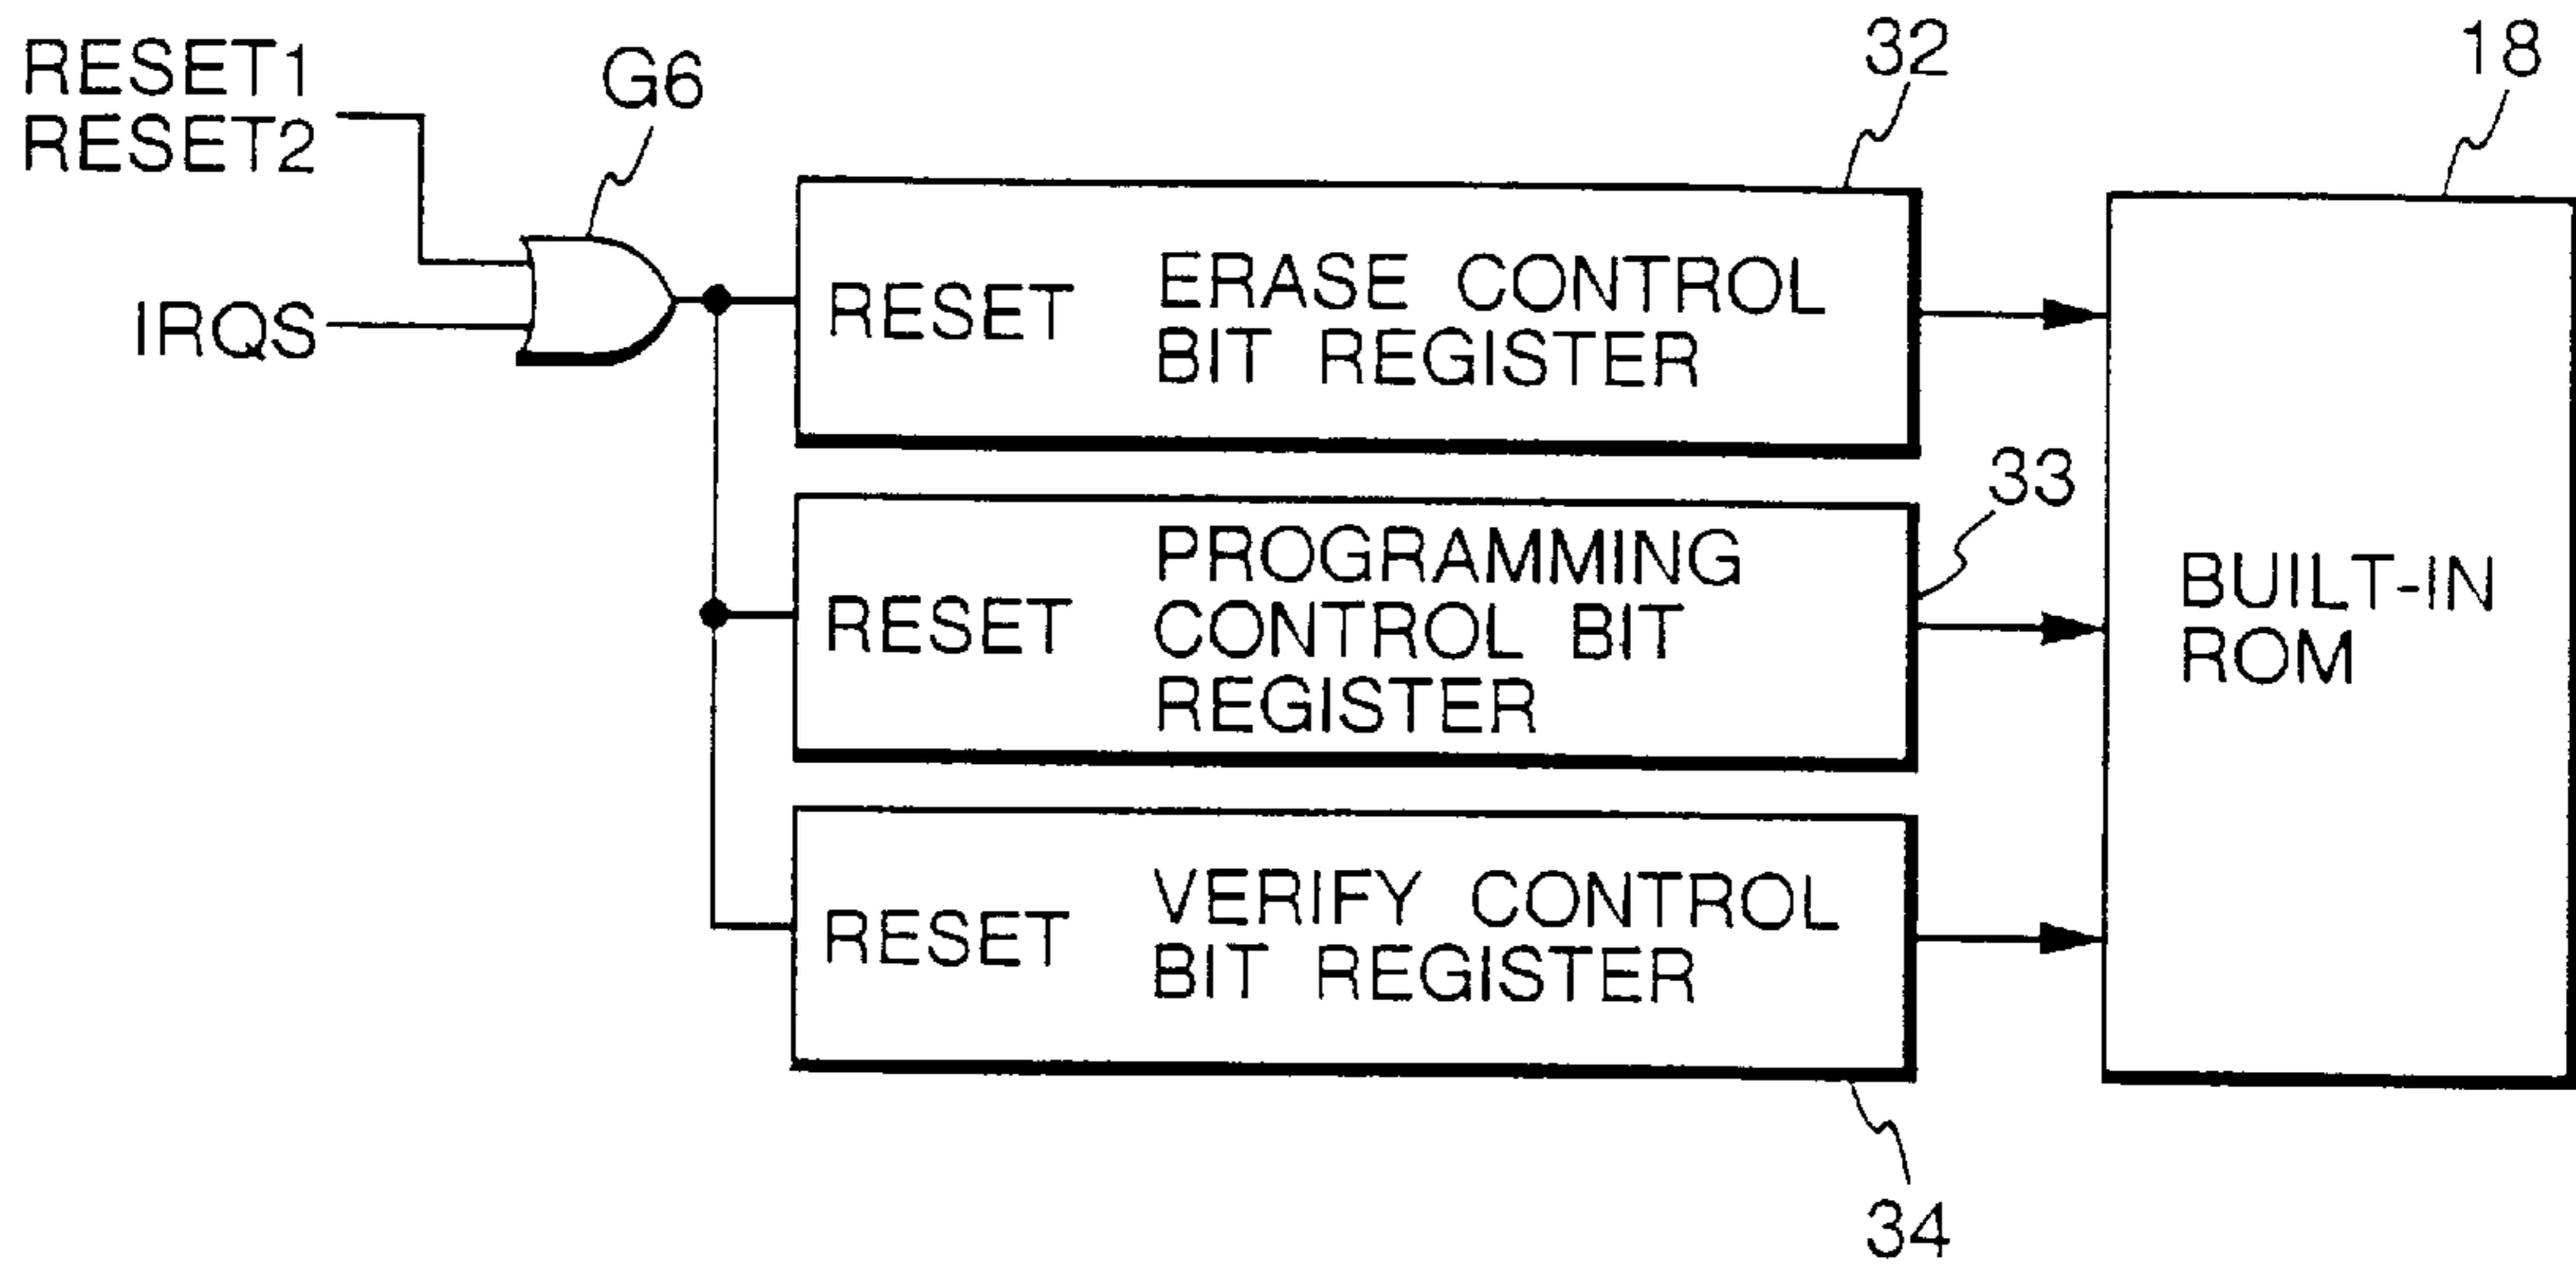 RESET1
RESET2
G6
32
18
IRQS
RESET
ERASE CONTROL
BIT REGISTER
33
RESET
PROGRAMMING
CONTROL BIT
REGISTER
BUILT-IN
ROM
RESET
VERIFY CONTROL
BIT REGISTER
34